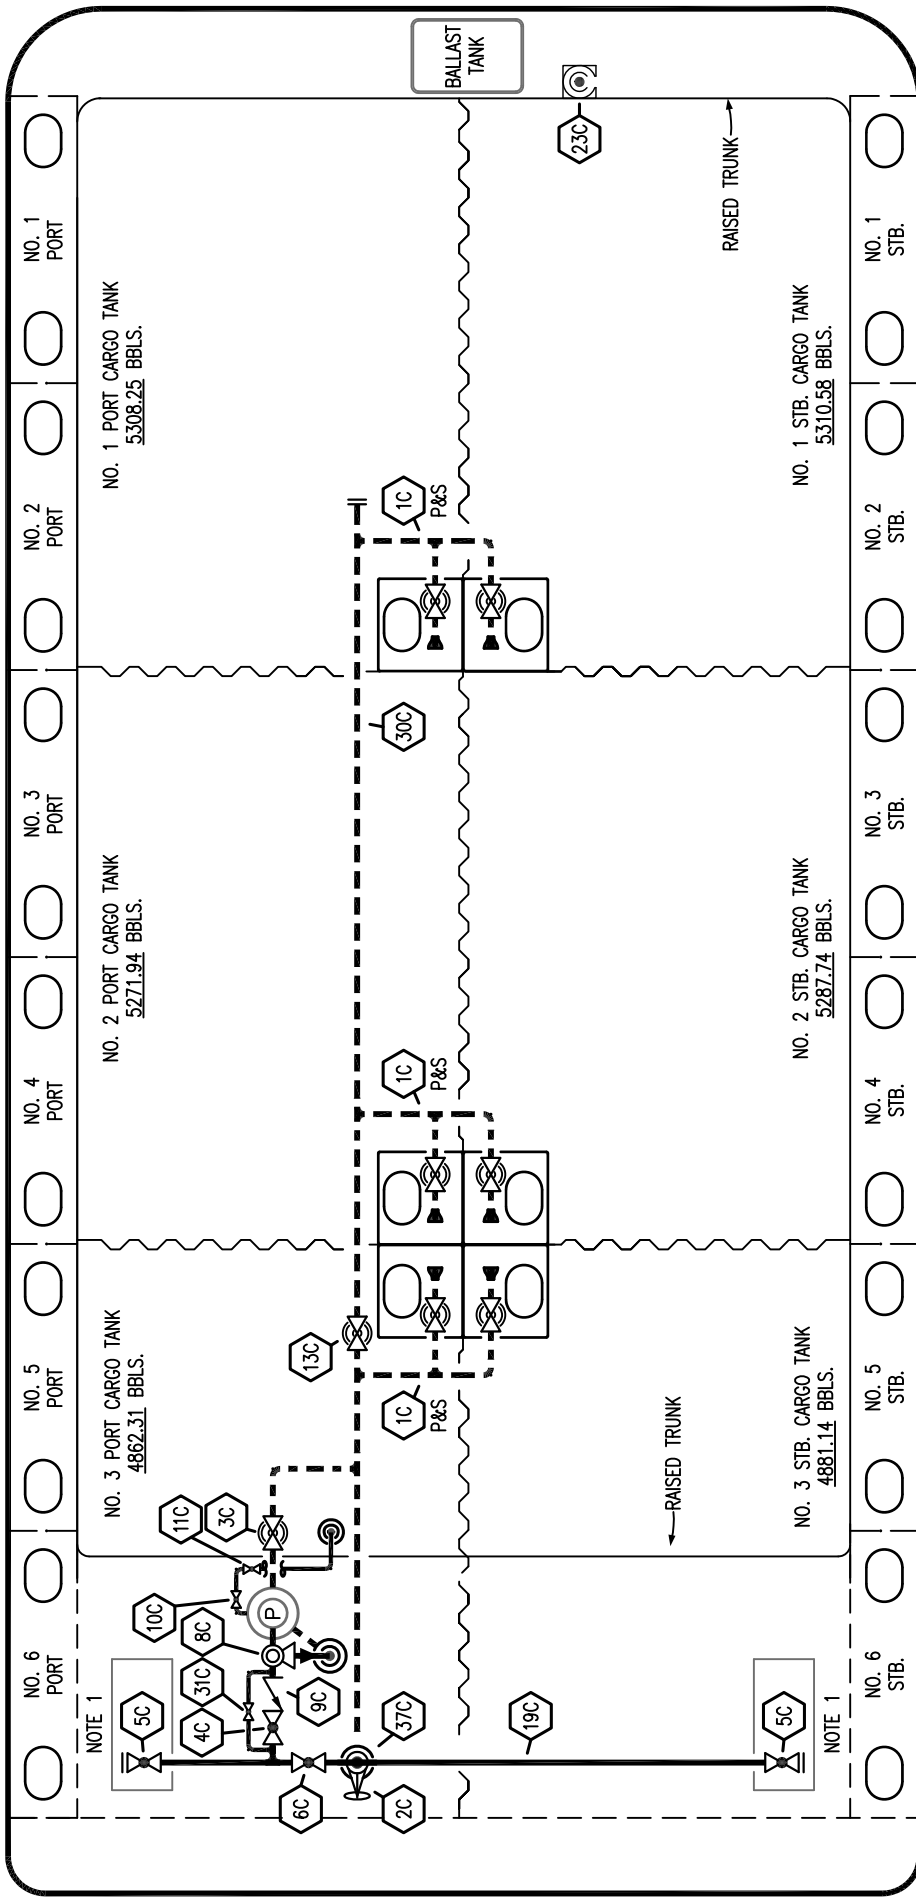 BALLAST
TANK
23C
RAISED TRUNK
NO. 1
PORT
NO. 2
PORT
NO. 3
PORT
NO. 4
PORT
NO. 5
PORT
NO. 6
PORT
NO. 1 PORT CARGO TANK
5308.25 BBLS.
NO. 2 PORT CARGO TANK
5271.94 BBLS.
NO. 3 PORT CARGO TANK
4862.31 BBLS.
1C
P&S
30C
1C
P&S
13C
1C
P&S
11C
3C
10C
P
8C
31C
4C
9C
NOTE 1
5C
6C
37C
2C
19C
5C
NOTE 1
RAISED TRUNK
NO. 1 STB. CARGO TANK
5310.58 BBLS.
NO. 2 STB. CARGO TANK
5287.74 BBLS.
NO. 3 STB. CARGO TANK
4881.14 BBLS.
NO. 1
STB.
NO. 2
STB.
NO. 3
STB.
NO. 4
STB.
NO. 5
STB.
NO. 6
STB.